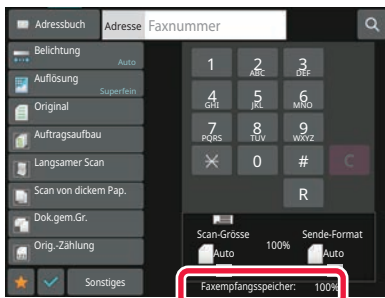 Adressbuch
Adresse Faxnummer
Belichtung
Auto
Auflösung
Superfein
Original
Auftragsaufbau
Langsamer Scan
Scan von dickem Pap.
Dok.gem.Gr.
Orig.-Zählung
Sonstiges
1 2 3
ABC DEF
4 5 6
GHI JKL MNO
7 8 9
PQRS TUV WXYZ
0 # C
R
Scan-Grösse Sende-Format
Auto 100% Auto
Faxempfangsspeicher: 100%